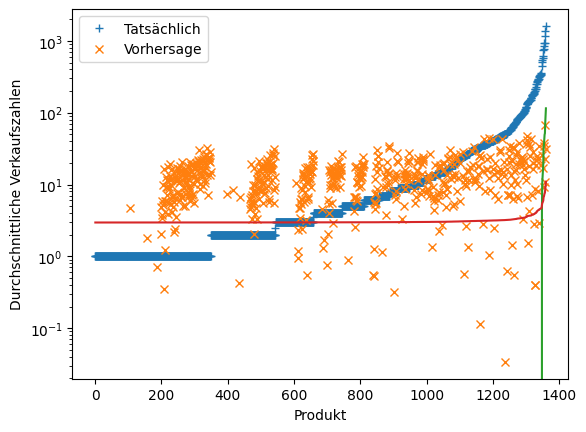 Tatsächlich
Vorhersage
Durchschnittliche Verkaufszahlen
10³
10²
10¹
10⁰
10⁻¹
0 200 400 600 800 1000 1200 1400
Produkt